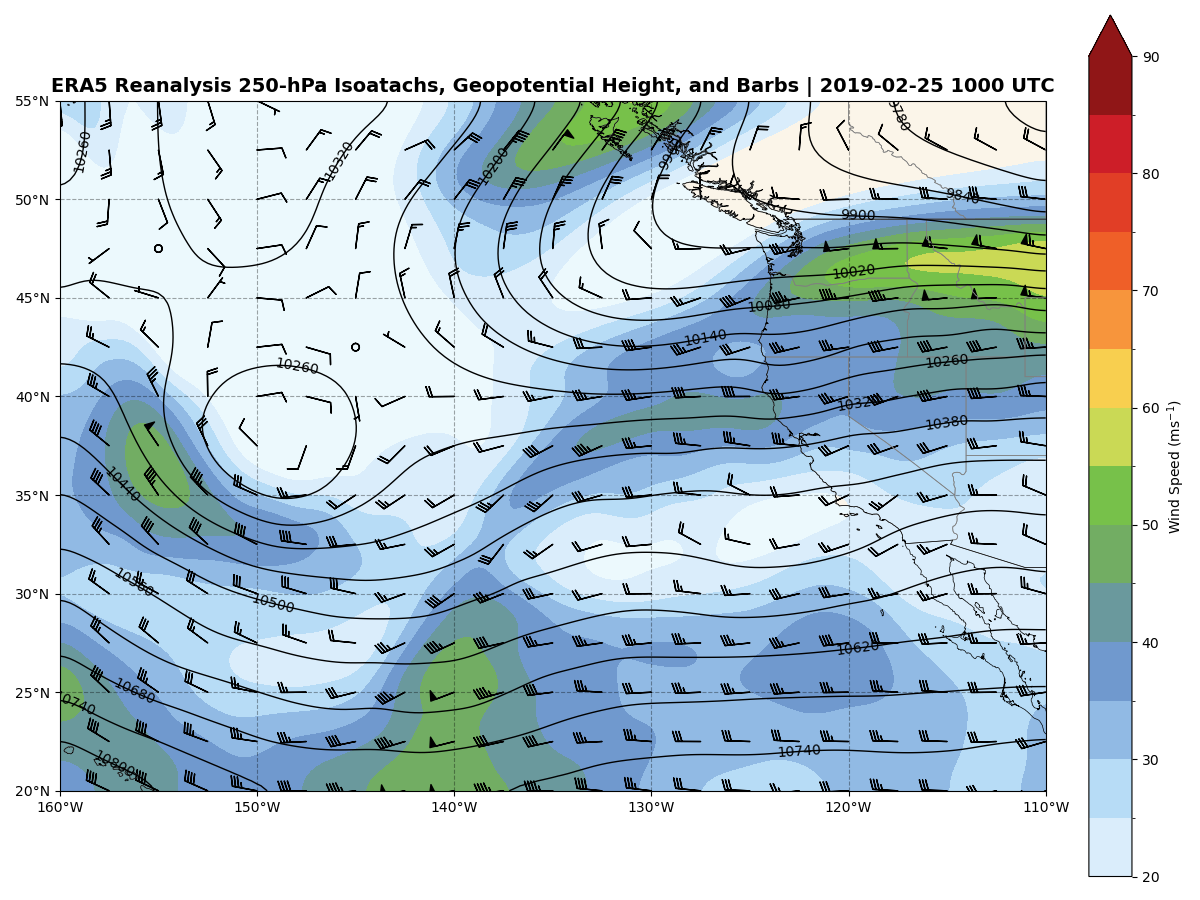 ERA5 Reanalysis 250-hPa Isoatachs, Geopotential Height, and Barbs | 2019-02-25 1000 UTC
90
80
70
60
50
40
30
20
Wind Speed (ms⁻¹)
55°N
50°N
45°N
40°N
35°N
30°N
25°N
20°N
160°W
150°W
140°W
130°W
120°W
110°W
10260
10320
10200
9780
9840
9900
10020
10080
10140
10260
10260
10320
10380
10440
10560
10500
10620
10680
10740
10740
10800